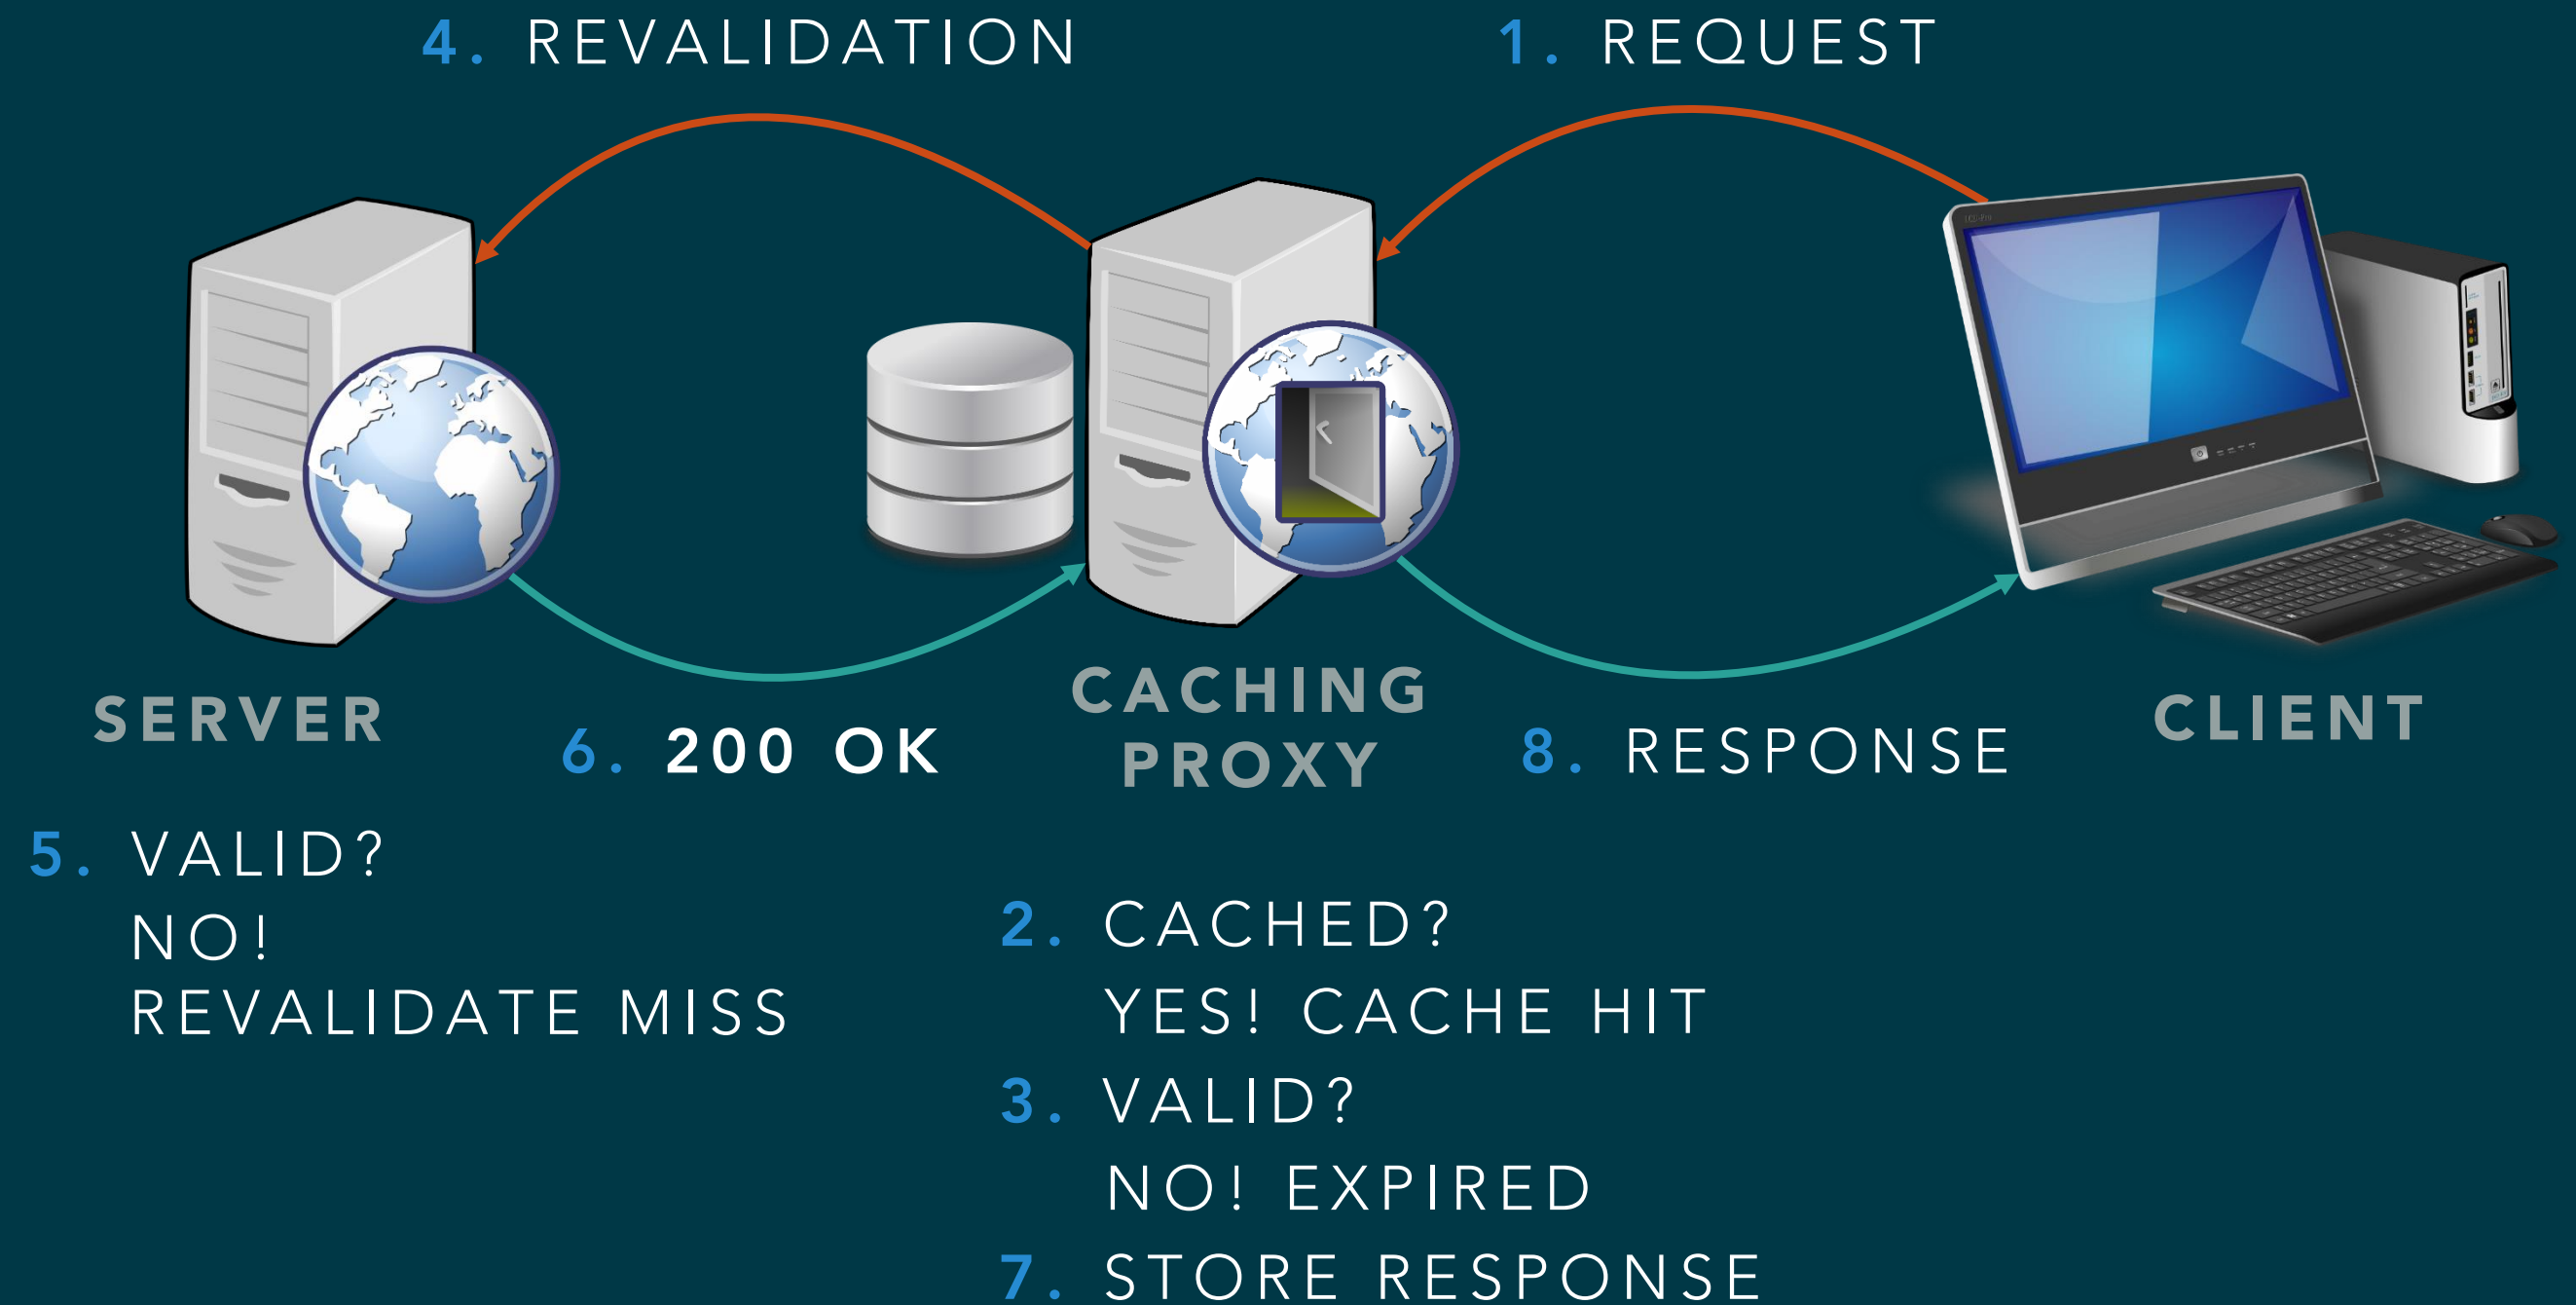 4. REVALIDATION
1. REQUEST
SERVER
CACHING
PROXY
CLIENT
6. 200 OK
8. RESPONSE
5. VALID?
NO!
REVALIDATE MISS
2. CACHED?
YES! CACHE HIT
3. VALID?
NO! EXPIRED
7. STORE RESPONSE